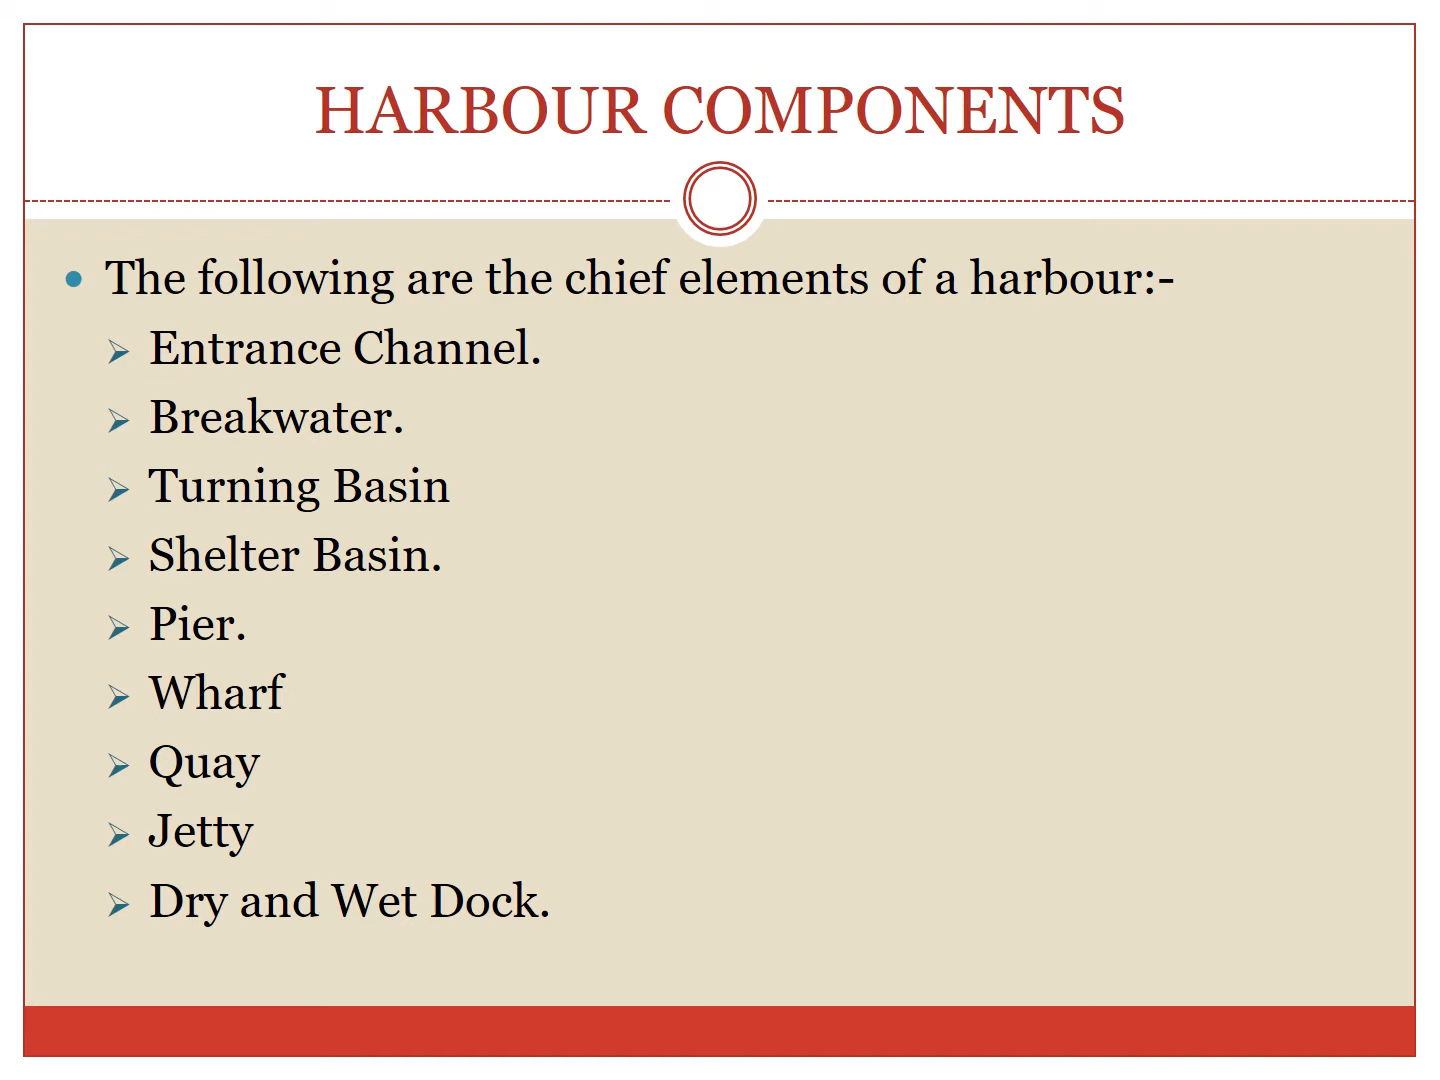 HARBOUR COMPONENTS
The following are the chief elements of a harbour:-
Entrance Channel.
Breakwater.
Turning Basin
Shelter Basin.
Pier.
Wharf
Quay
Jetty
Dry and Wet Dock.